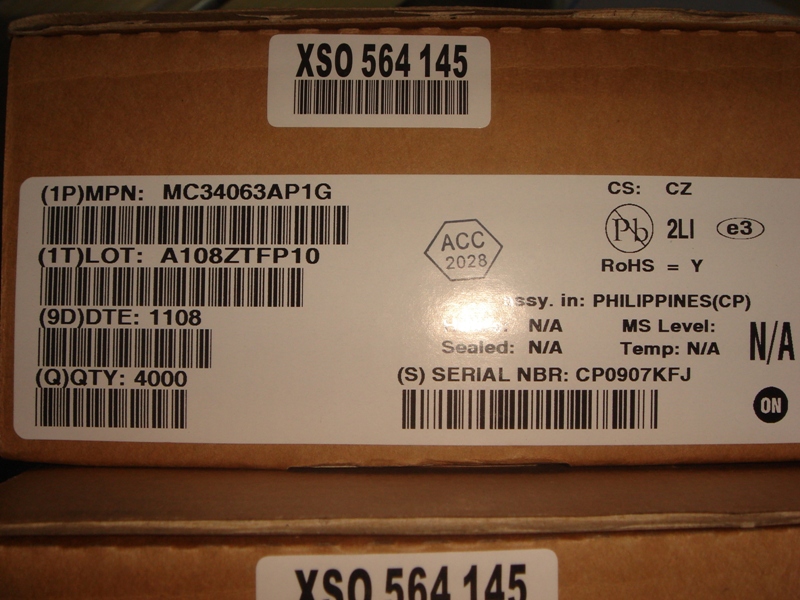 XSO 564 145
(1P)MPN: MC34063AP1G
(1T)LOT: A108ZTFP10
(9D)DTE: 1108
(Q)QTY: 4000
ACC
2028
CS: CZ
Pb 2LI e3
RoHS = Y
in: PHILIPPINES(CP)
N/A MS Level:
Sealed: N/A Temp: N/A N/A
(S) SERIAL NBR: CP0907KFJ
ON
XSO 564 145